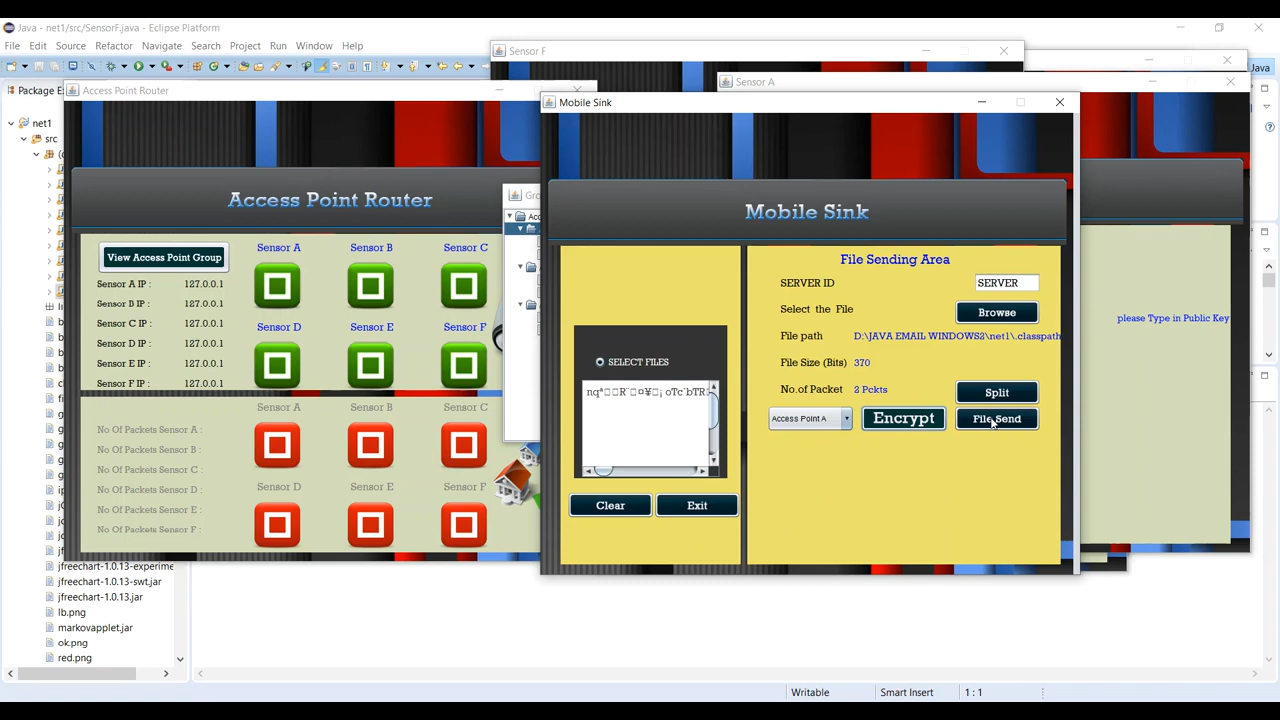 Java - net1/src/SensorF.java - Eclipse Platform
File Edit Source Refactor Navigate Search Project Run Window Help
Java
Package E
net1
src
jfreechart-1.0.13-experime
jfreechart-1.0.13-swt.jar
jfreechart-1.0.13.jar
lb.png
markovapplet.jar
ok.png
red.png
Writable Smart Insert 1 : 1
Access Point Router
Access Point Router
View Access Point Group
Sensor A IP : 127.0.0.1
Sensor B IP : 127.0.0.1
Sensor C IP : 127.0.0.1
Sensor D IP : 127.0.0.1
Sensor E IP : 127.0.0.1
Sensor F IP : 127.0.0.1
Sensor A Sensor B Sensor C
Sensor D Sensor E Sensor F
No Of Packets Sensor A :
No Of Packets Sensor B :
No Of Packets Sensor C :
No Of Packets Sensor D :
No Of Packets Sensor E :
No Of Packets Sensor F :
Sensor A Sensor B Sensor C
Sensor D Sensor E Sensor F
Sensor F
Sensor A
please Type in Public Key
Mobile Sink
Mobile Sink
SELECT FILES
Clear Exit
File Sending Area
SERVER ID SERVER
Select the File Browse
File path D:\JAVA EMAIL WINDOWS2\net1\.classpath
File Size (Bits) 370
No.of Packet 2 Pckts Split
Access Point A Encrypt File Send